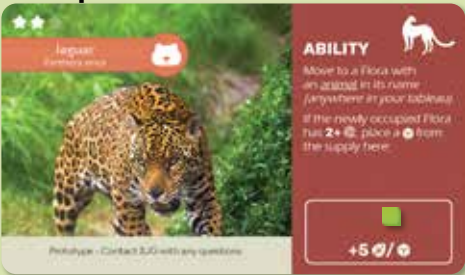 Jaguar
Panthera onca
ABILITY
Move to a Flora with
an animal in its name
(anywhere in your tableau)
If the newly occupied Flora
has 2+ , place a from
the supply here
Prototype - Contact with any questions
+5 /